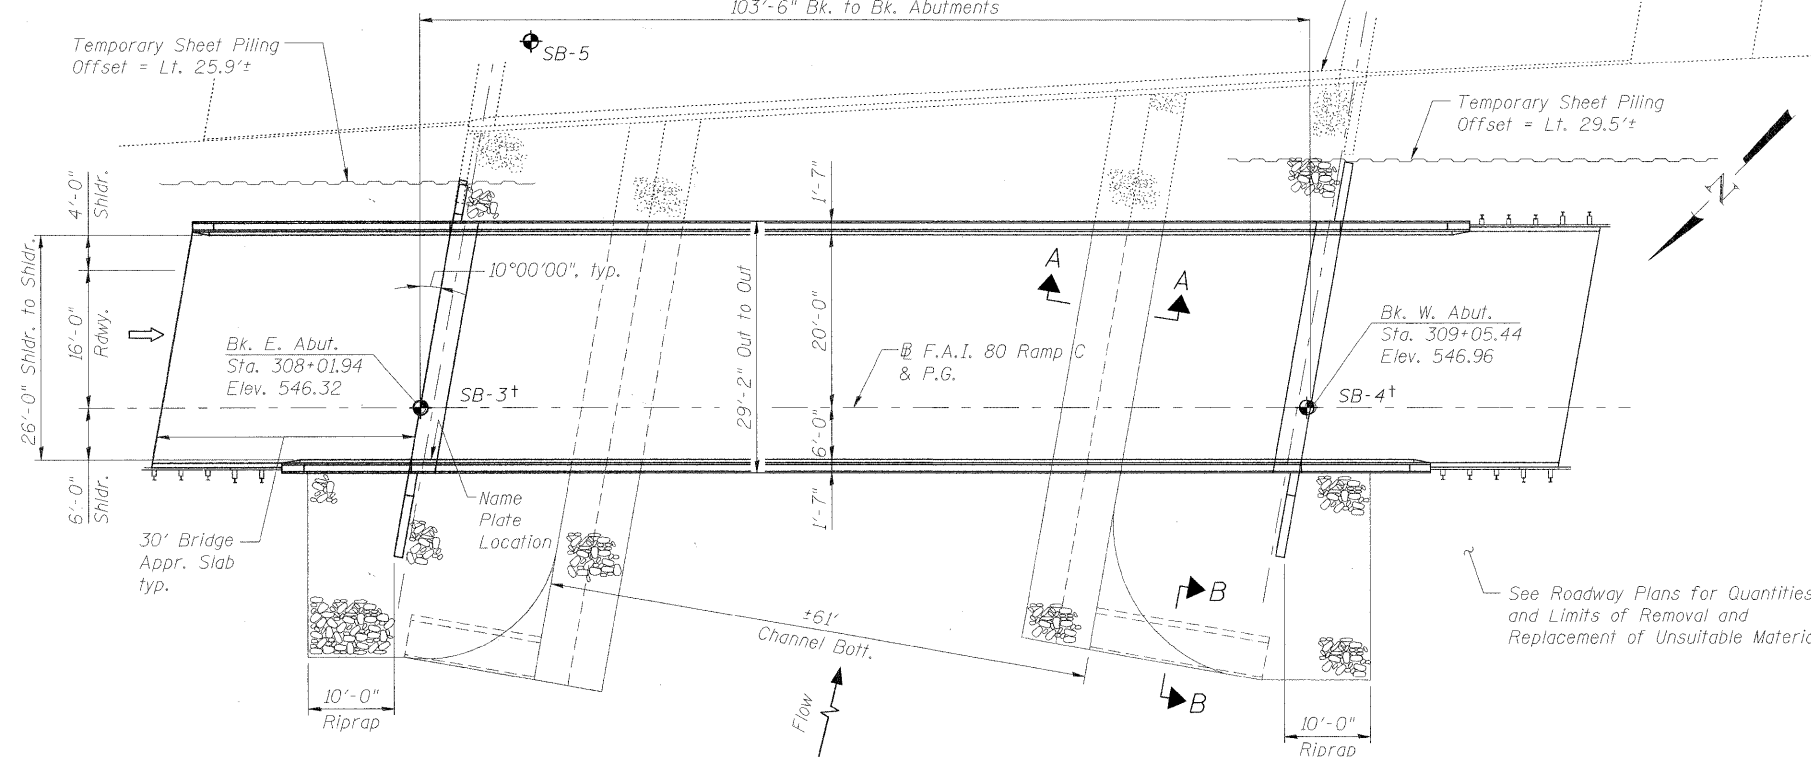 103'-6" Bk. to Bk. Abutments
Temporary Sheet Piling
Offset = Lt. 25.9'±
SB-5
Temporary Sheet Piling
Offset = Lt. 29.5'±
N
4'-0"
Shldr.
1'-7"
26'-0" Shldr. to Shldr.
16'-0"
Rdwy.
10°00'00", typ.
29'-2" Out to Out
20'-0"
A
A
Bk. E. Abut.
Sta. 308+01.94
Elev. 546.32
SB-3†
℄ F.A.I. 80 Ramp C
& P.G.
Bk. W. Abut.
Sta. 309+05.44
Elev. 546.96
SB-4†
6'-0"
6'-0"
Shldr.
1'-7"
Name
Plate
Location
30' Bridge
Appr. Slab
typ.
±61'
Channel Bott.
B
B
See Roadway Plans for Quantities
and Limits of Removal and
Replacement of Unsuitable Materia
Flow
10'-0"
Riprap
10'-0"
Riprap